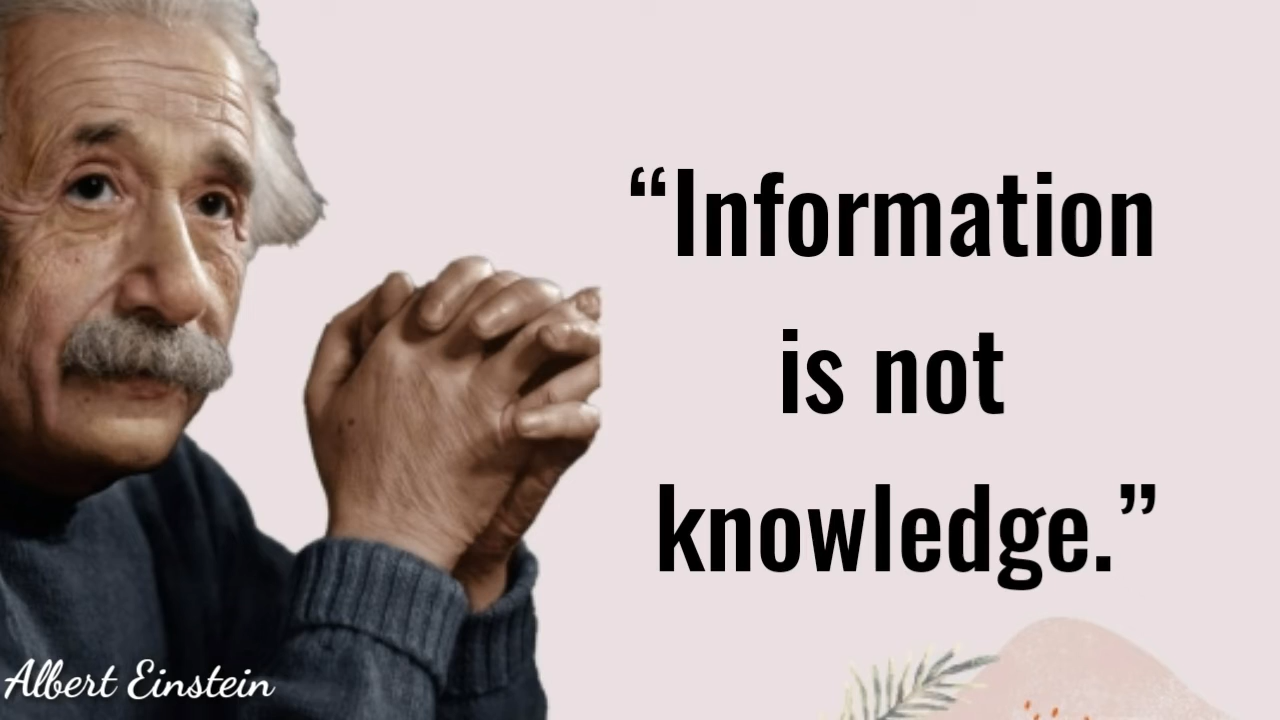 “Information
is not
knowledge.”
Albert Einstein